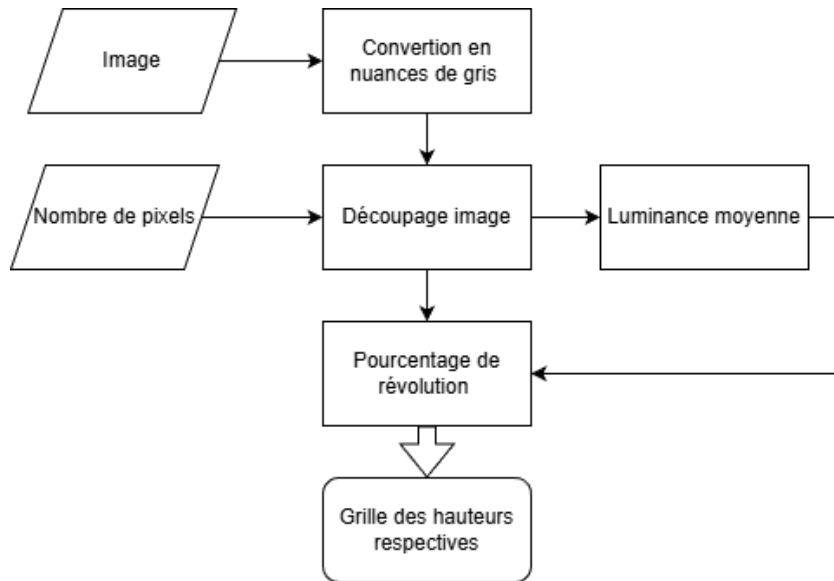 Image
Convertion en
nuances de gris
Nombre de pixels
Découpage image
Luminance moyenne
Pourcentage de
révolution
Grille des hauteurs
respectives